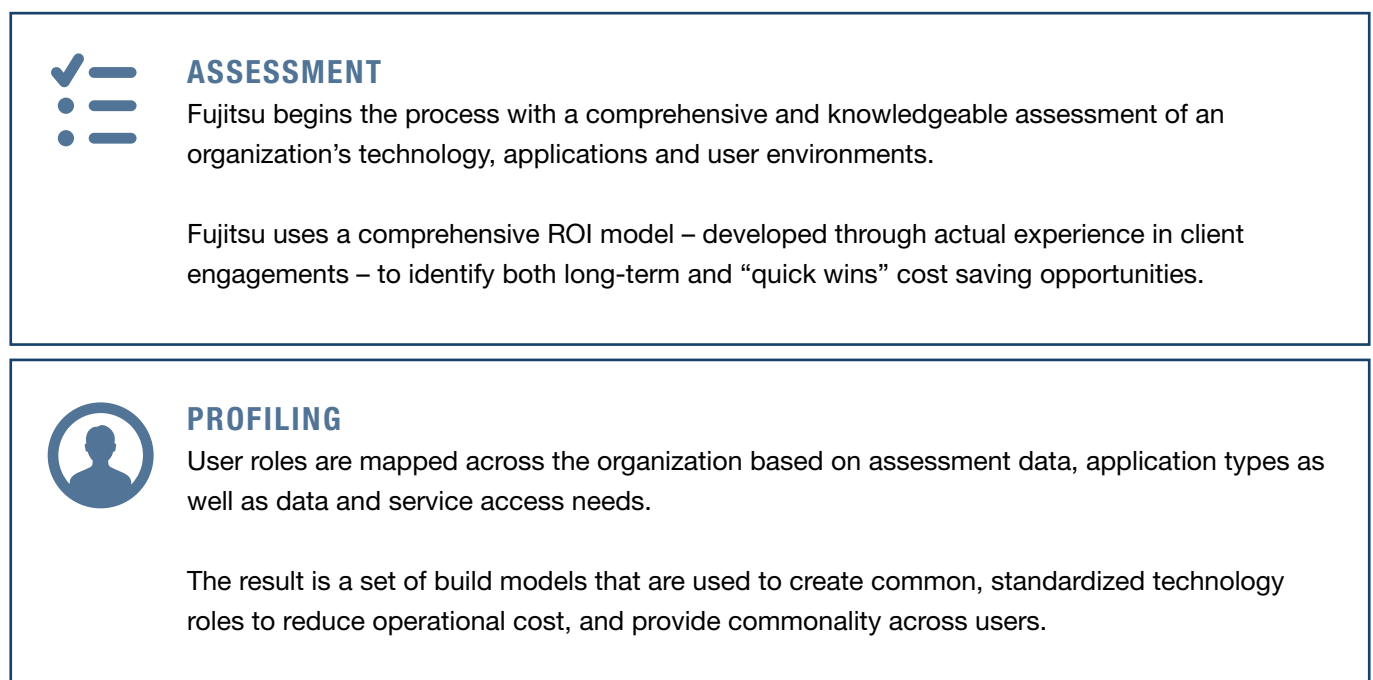 ASSESSMENT
Fujitsu begins the process with a comprehensive and knowledgeable assessment of an
organization’s technology, applications and user environments.
Fujitsu uses a comprehensive ROI model – developed through actual experience in client
engagements – to identify both long-term and “quick wins” cost saving opportunities.
PROFILING
User roles are mapped across the organization based on assessment data, application types as
well as data and service access needs.
The result is a set of build models that are used to create common, standardized technology
roles to reduce operational cost, and provide commonality across users.